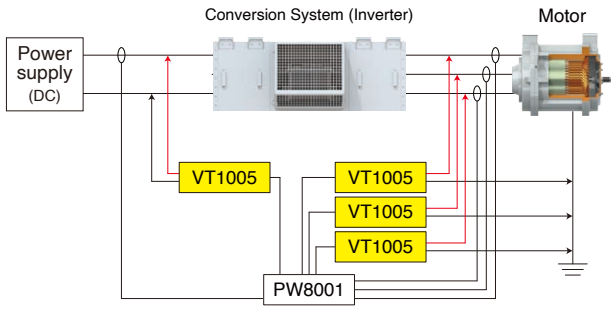 Conversion System (Inverter)
Motor
Power
supply
(DC)
VT1005
VT1005
VT1005
VT1005
PW8001